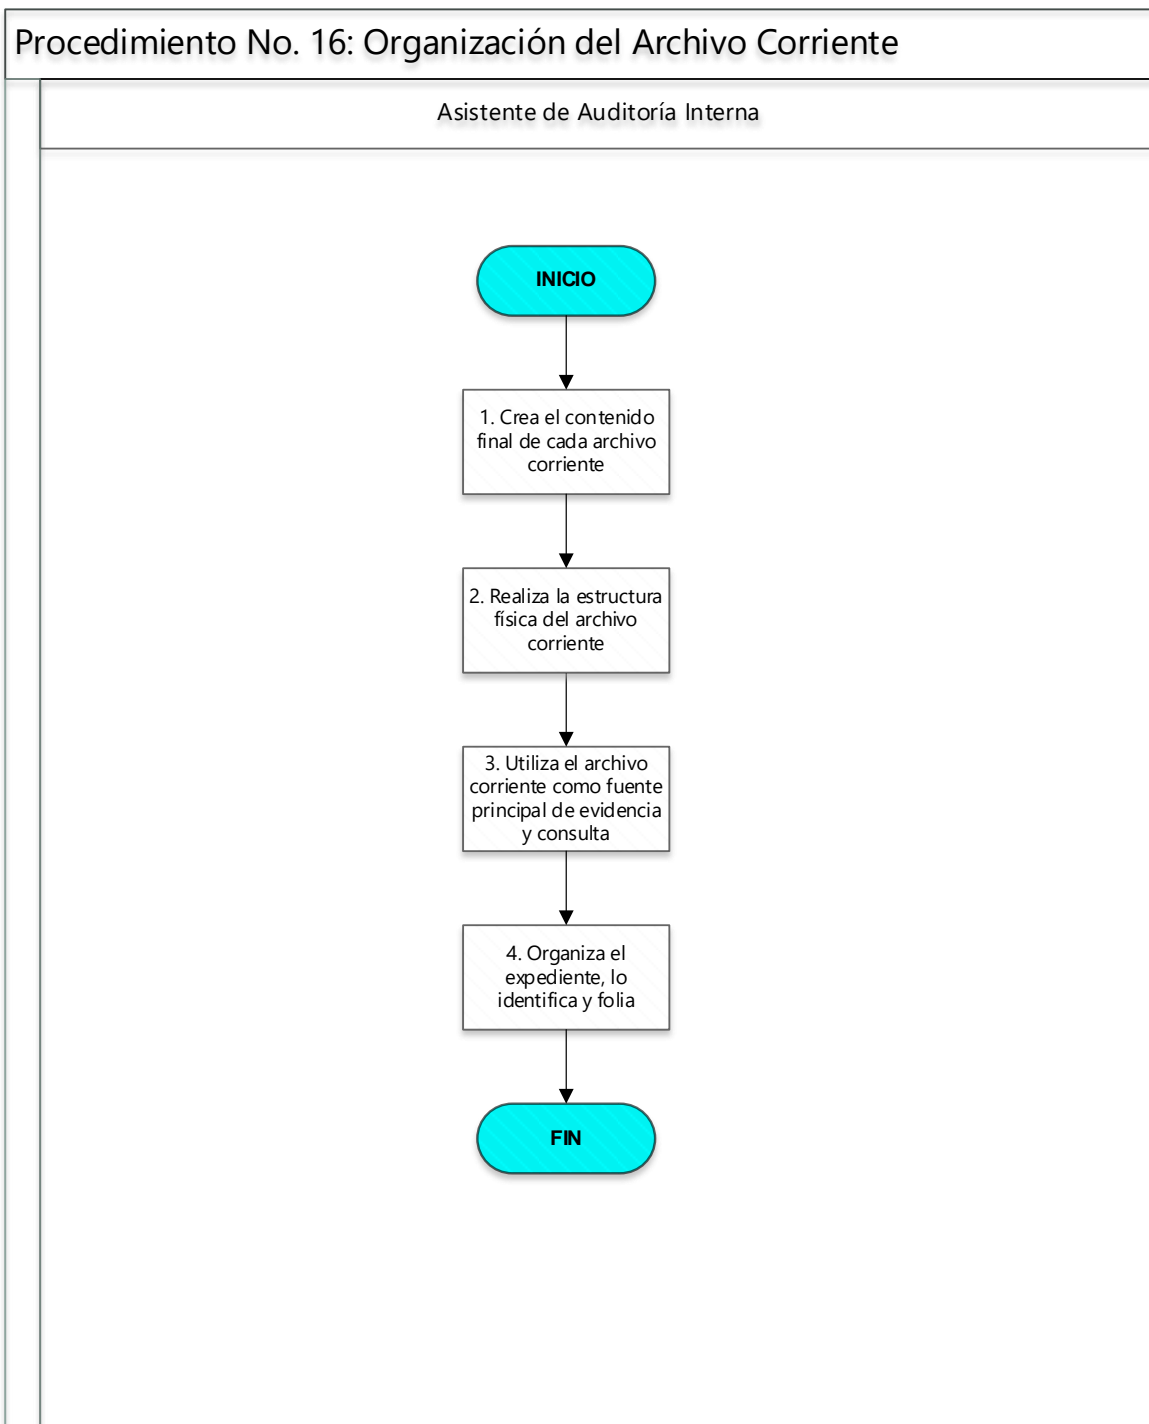 Procedimiento No. 16: Organización del Archivo Corriente
Asistente de Auditoría Interna
INICIO
1. Crea el contenido
final de cada archivo
corriente
2. Realiza la estructura
física del archivo
corriente
3. Utiliza el archivo
corriente como fuente
principal de evidencia
y consulta
4. Organiza el
expediente, lo
identifica y folia
FIN